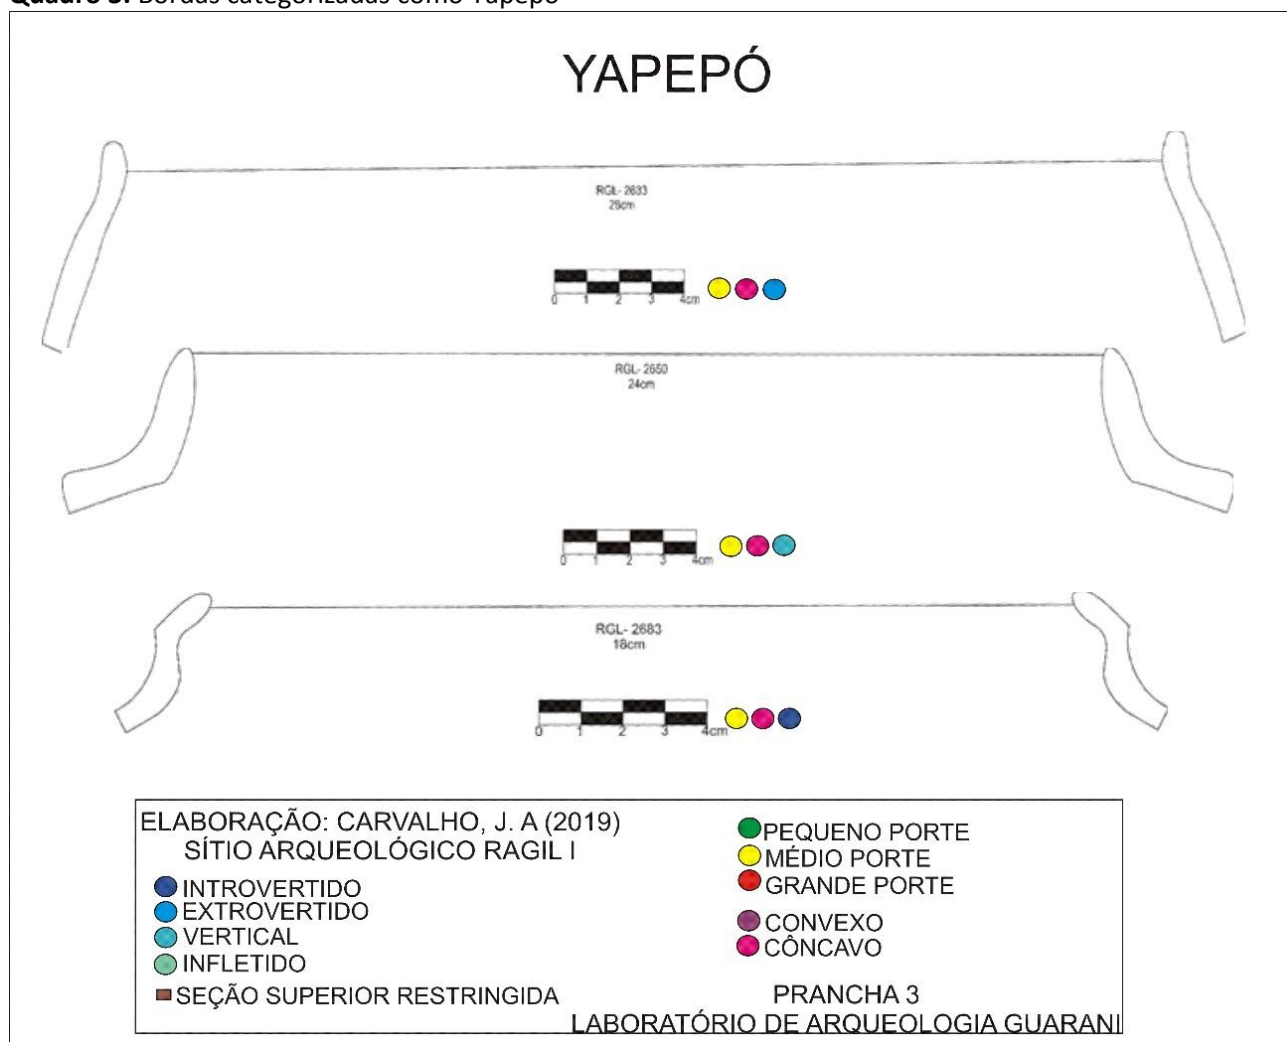 YAPEPÓ
RGL- 2633
28cm
0 1 2 3 4cm
RGL- 2650
24cm
0 1 2 3 4cm
RGL- 2683
18cm
0 1 2 3 4cm
ELABORAÇÃO: CARVALHO, J. A (2019)
SÍTIO ARQUEOLÓGICO RAGIL I
INTROVERTIDO
EXTROVERTIDO
VERTICAL
INFLETIDO
SEÇÃO SUPERIOR RESTRINGIDA
PEQUENO PORTE
MÉDIO PORTE
GRANDE PORTE
CONVEXO
CÔNCAVO
PRANCHA 3
LABORATÓRIO DE ARQUEOLOGIA GUARANI